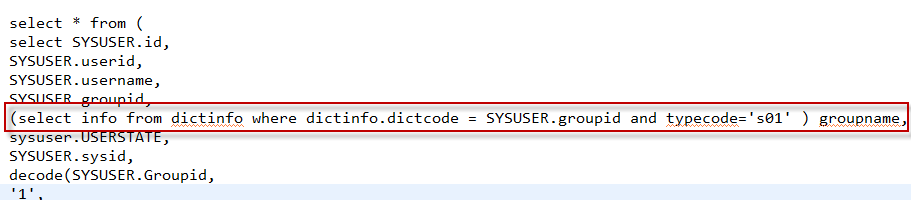 select * from (
select SYSUSER.id,
SYSUSER.userid,
SYSUSER.username,
SYSUSER.groupid,
(select info from dictinfo where dictinfo.dictcode = SYSUSER.groupid and typecode='s01' ) groupname,
sysuser.USERSTATE,
SYSUSER.sysid,
decode(SYSUSER.Groupid,
'1',